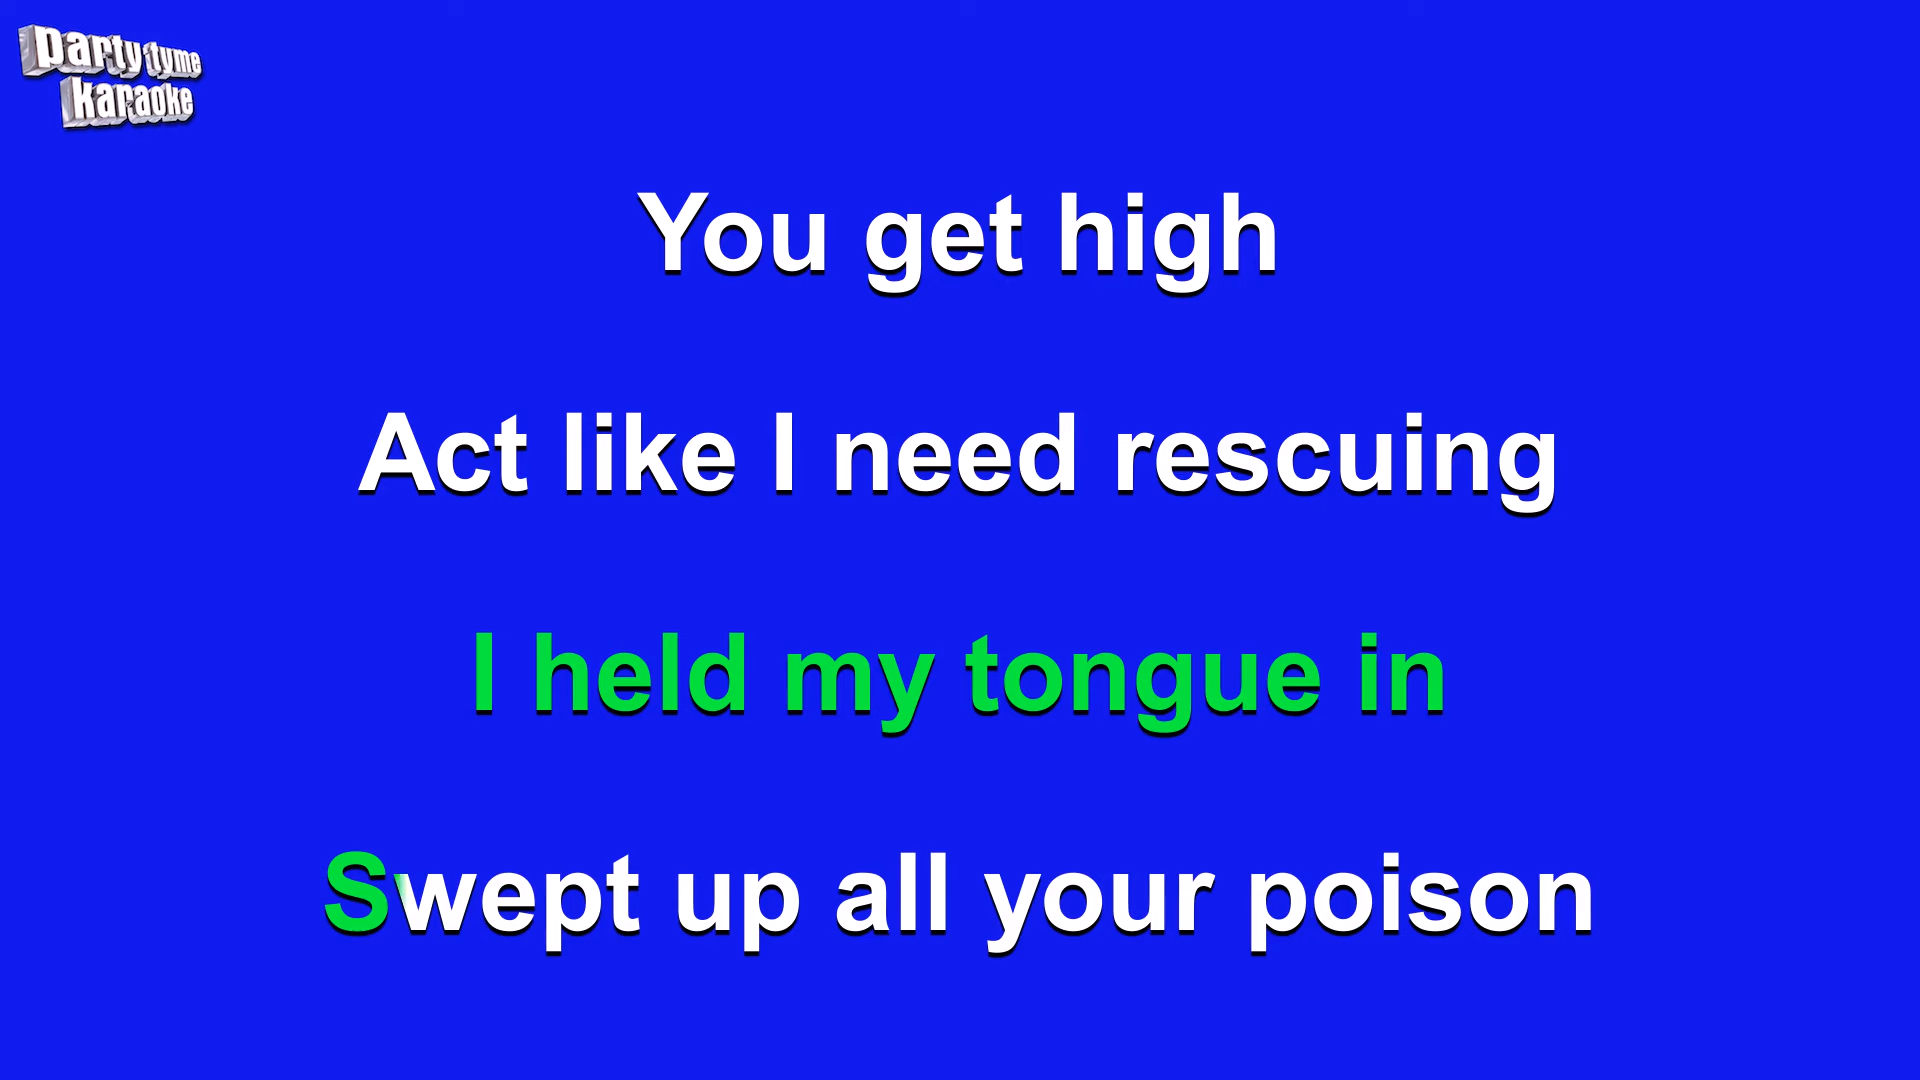 party tyme
karaoke
You get high
Act like I need rescuing
I held my tongue in
Swept up all your poison